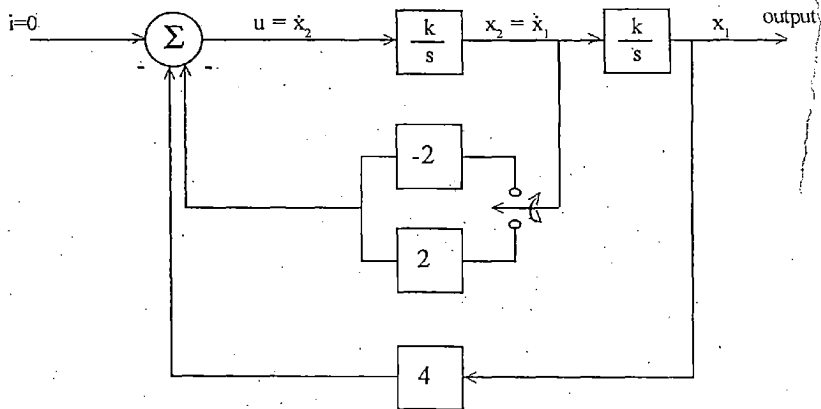 i=0
Σ
u = ẋ₂
k
s
x₂ = ẋ₁
k
s
x₁
output
-
-
-2
2
4